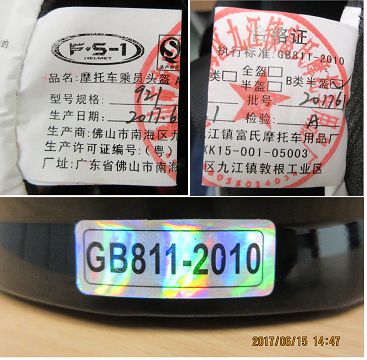 F·S-1
HELMET
品名:摩托车乘员头盔
型号规格: 921
生产日期: 2017.6
生产商:佛山市南海区九
生产许可证编号:(粤)
厂址:广东省佛山市南海
合格证
执行标准:GB811-2010
类 全盔 B类半盔
半盔
批号 201761
检验: A
九江镇富氏摩托车用品厂
XK15-001-05003
区九江镇敦根工业区
GB811-2010
2017/06/15 14:47